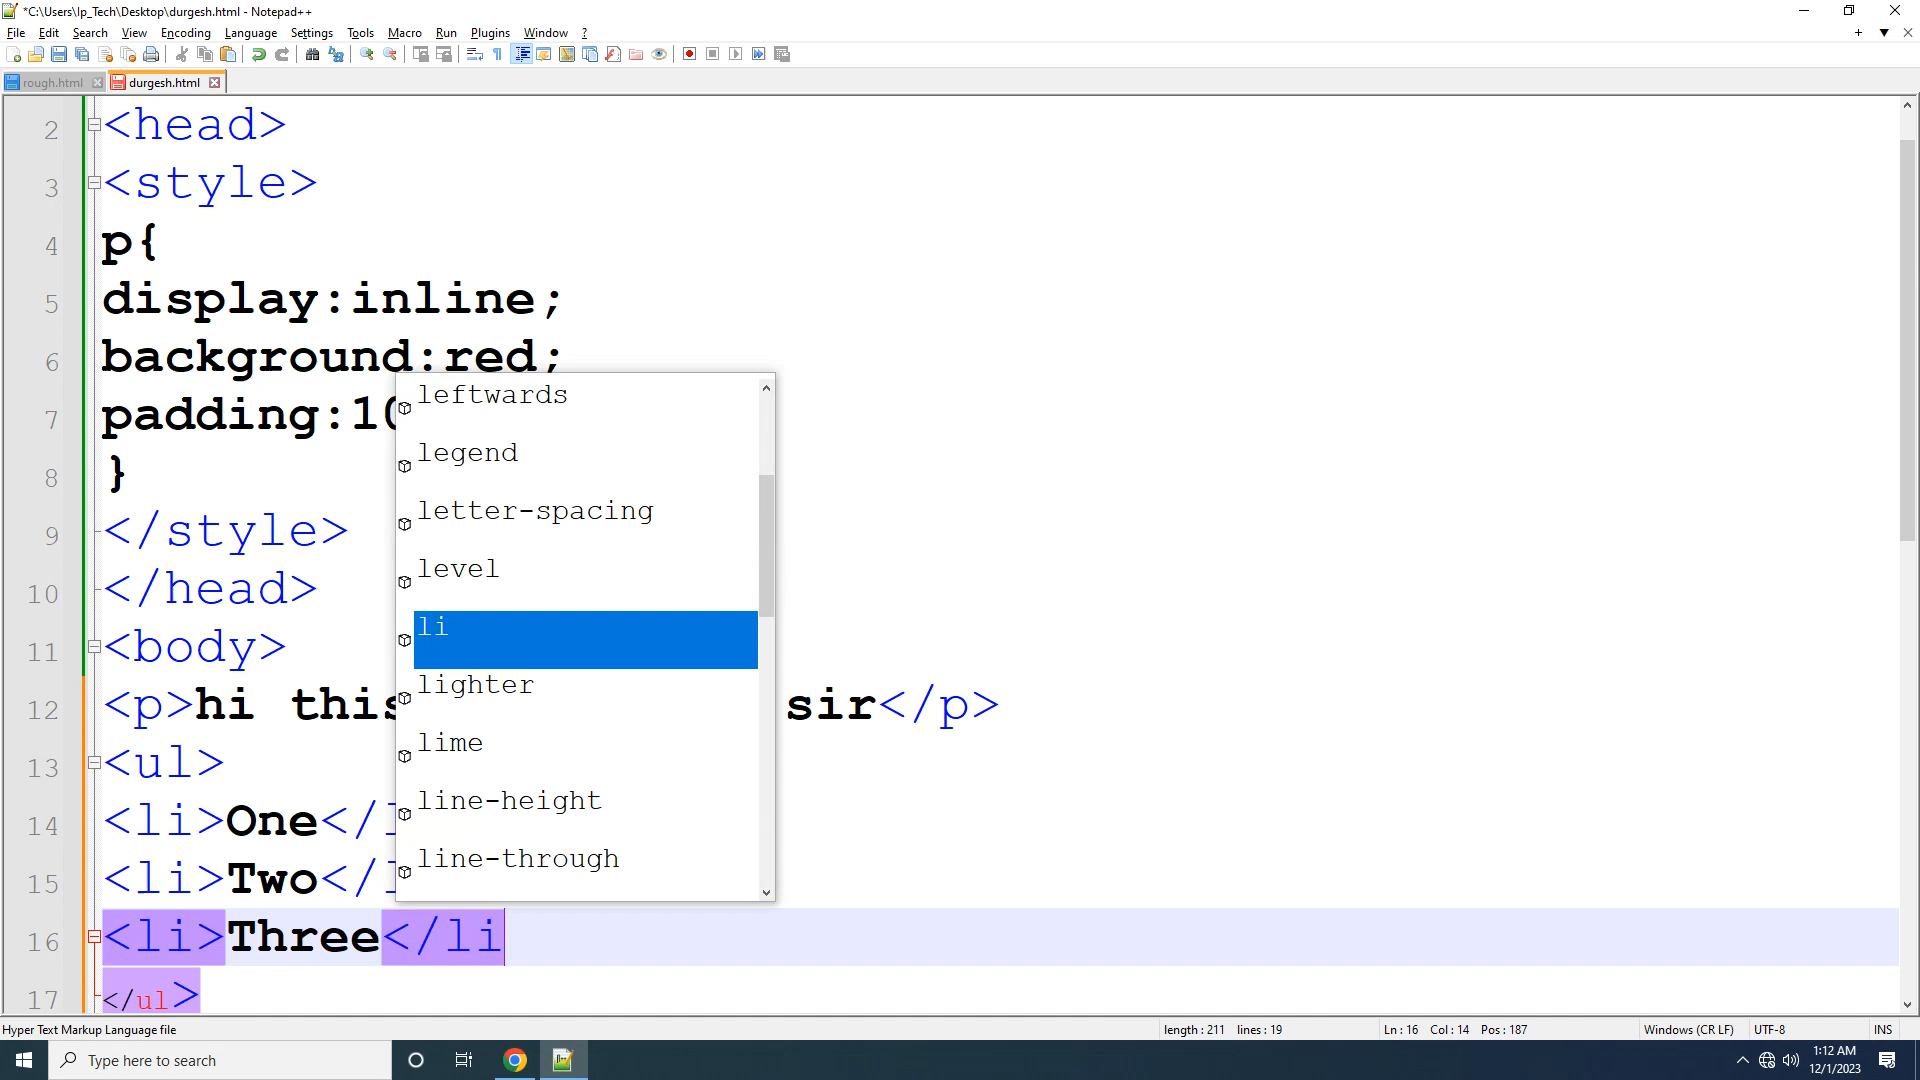 *C:\Users\lp_Tech\Desktop\durgesh.html - Notepad++
File Edit Search View Encoding Language Settings Tools Macro Run Plugins Window ?
rough.html durgesh.html
2 <head>
3 <style>
4 p{
5 display:inline;
6 background:red;
7 padding:10
8 }
9 </style>
10 </head>
11 <body>
12 <p>hi this sir</p>
13 <ul>
14 <li>One</l
15 <li>Two</l
16 <li>Three</li
17 </ul>
leftwards
legend
letter-spacing
level
li
lighter
lime
line-height
line-through
Hyper Text Markup Language file length : 211 lines : 19 Ln : 16 Col : 14 Pos : 187 Windows (CR LF) UTF-8 INS
Type here to search
1:12 AM
12/1/2023